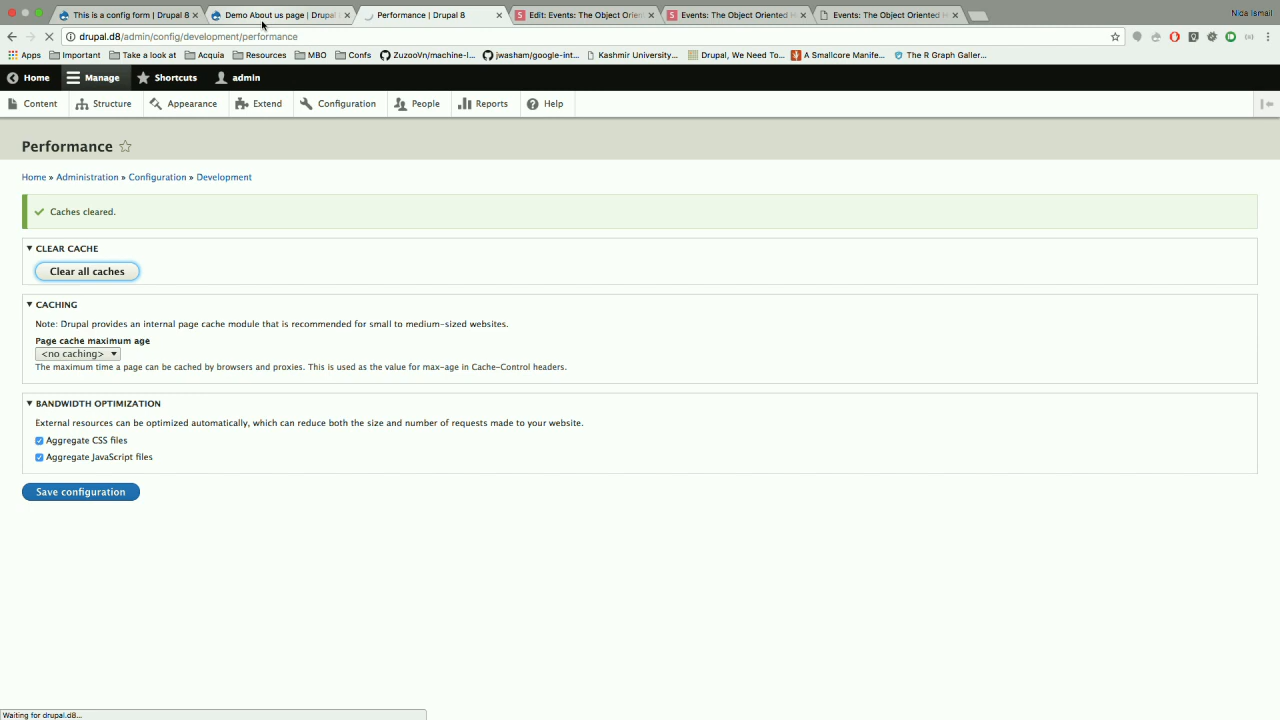 This is a config form | Drupal 8
Demo About us page | Drupal
Performance | Drupal 8
Edit: Events: The Object Orien
Events: The Object Oriented H
Events: The Object Oriented H
Nida Ismail
drupal.d8/admin/config/development/performance
Apps Important Take a look at Acquia Resources MBO Confs ZuzooVn/machine-l... jwasham/google-int... Kashmir University... Drupal, We Need To... A Smallcore Manife... The R Graph Galler...
Home Manage Shortcuts admin
Content Structure Appearance Extend Configuration People Reports Help
Performance
Home » Administration » Configuration » Development
Caches cleared.
CLEAR CACHE
Clear all caches
CACHING
Note: Drupal provides an internal page cache module that is recommended for small to medium-sized websites.
Page cache maximum age
<no caching>
The maximum time a page can be cached by browsers and proxies. This is used as the value for max-age in Cache-Control headers.
BANDWIDTH OPTIMIZATION
External resources can be optimized automatically, which can reduce both the size and number of requests made to your website.
Aggregate CSS files
Aggregate JavaScript files
Save configuration
Waiting for drupal.d8...